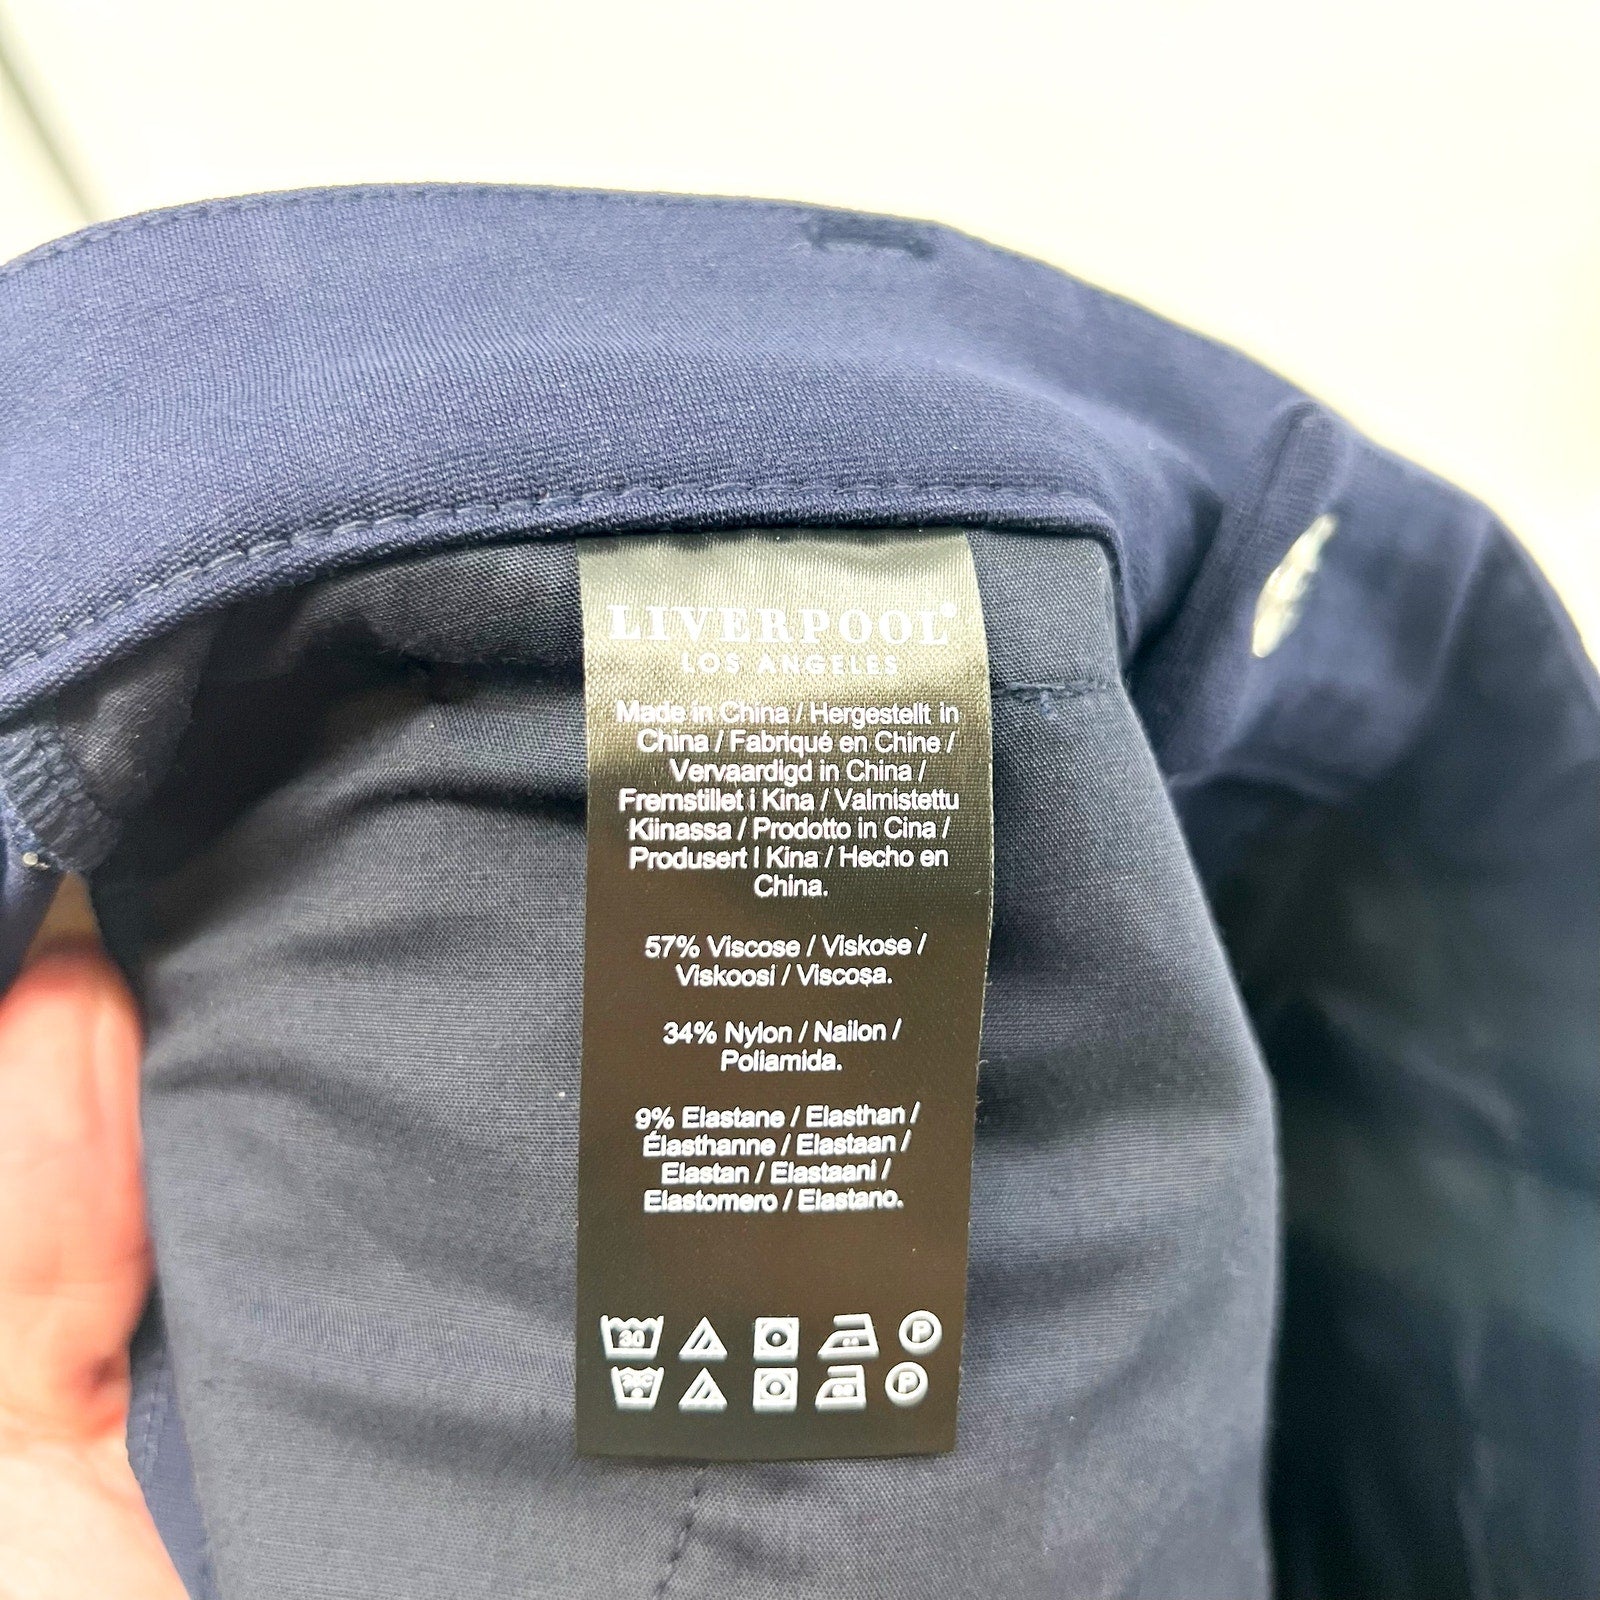 LIVERPOOL®
LOS ANGELES
Made in China / Hergestellt in
China / Fabriqué en Chine /
Vervaardigd in China /
Fremstillet i Kina / Valmistettu
Kiinassa / Prodotto in Cina /
Produsert I Kina / Hecho en
China.
57% Viscose / Viskose /
Viskoosi / Viscosa.
34% Nylon / Nailon /
Poliamida.
9% Elastane / Elasthan /
Élasthanne / Elastaan /
Elastan / Elastaani /
Elastomero / Elastano.
30 P
P